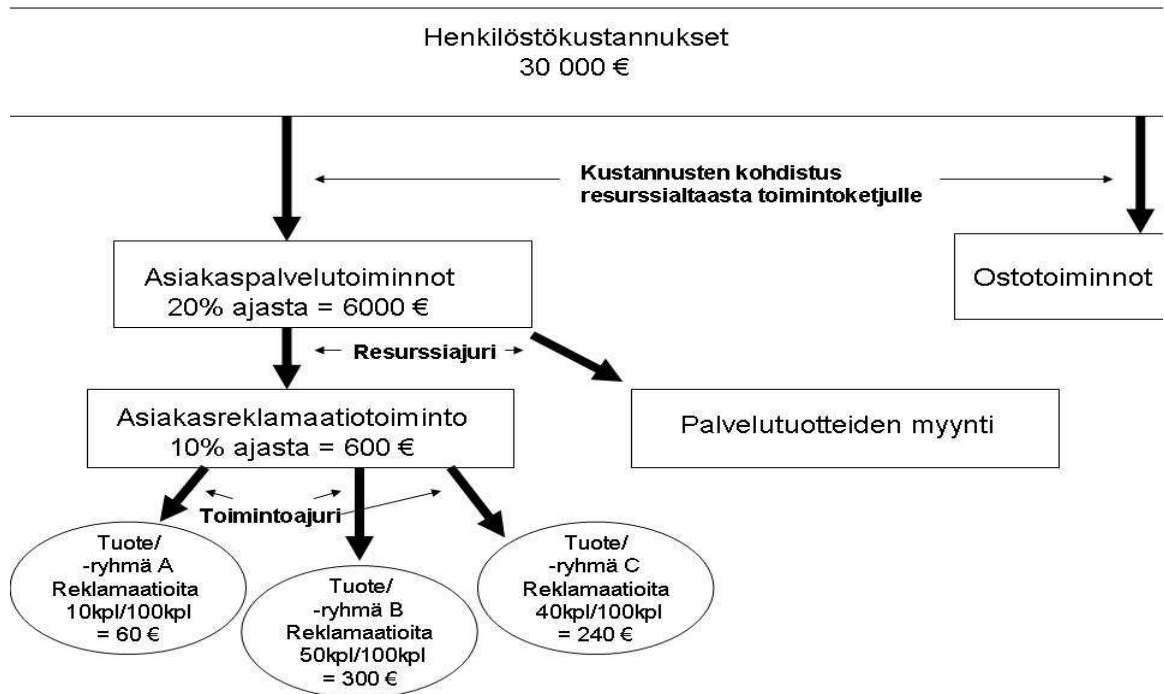 Henkilöstökustannukset
30 000 €
Kustannusten kohdistus
resurssialtaasta toimintoketjulle
Asiakaspalvelutoiminnot
20% ajasta = 6000 €
Ostotoiminnot
Resurssiajuri
Asiakasreklamaatiotoiminto
10% ajasta = 600 €
Palvelutuotteiden myynti
Toimintoajuri
Tuote/
-ryhmä A
Reklamaatioita
10kpl/100kpl
= 60 €
Tuote/
-ryhmä B
Reklamaatioita
50kpl/100kpl
= 300 €
Tuote/
-ryhmä C
Reklamaatioita
40kpl/100kpl
= 240 €